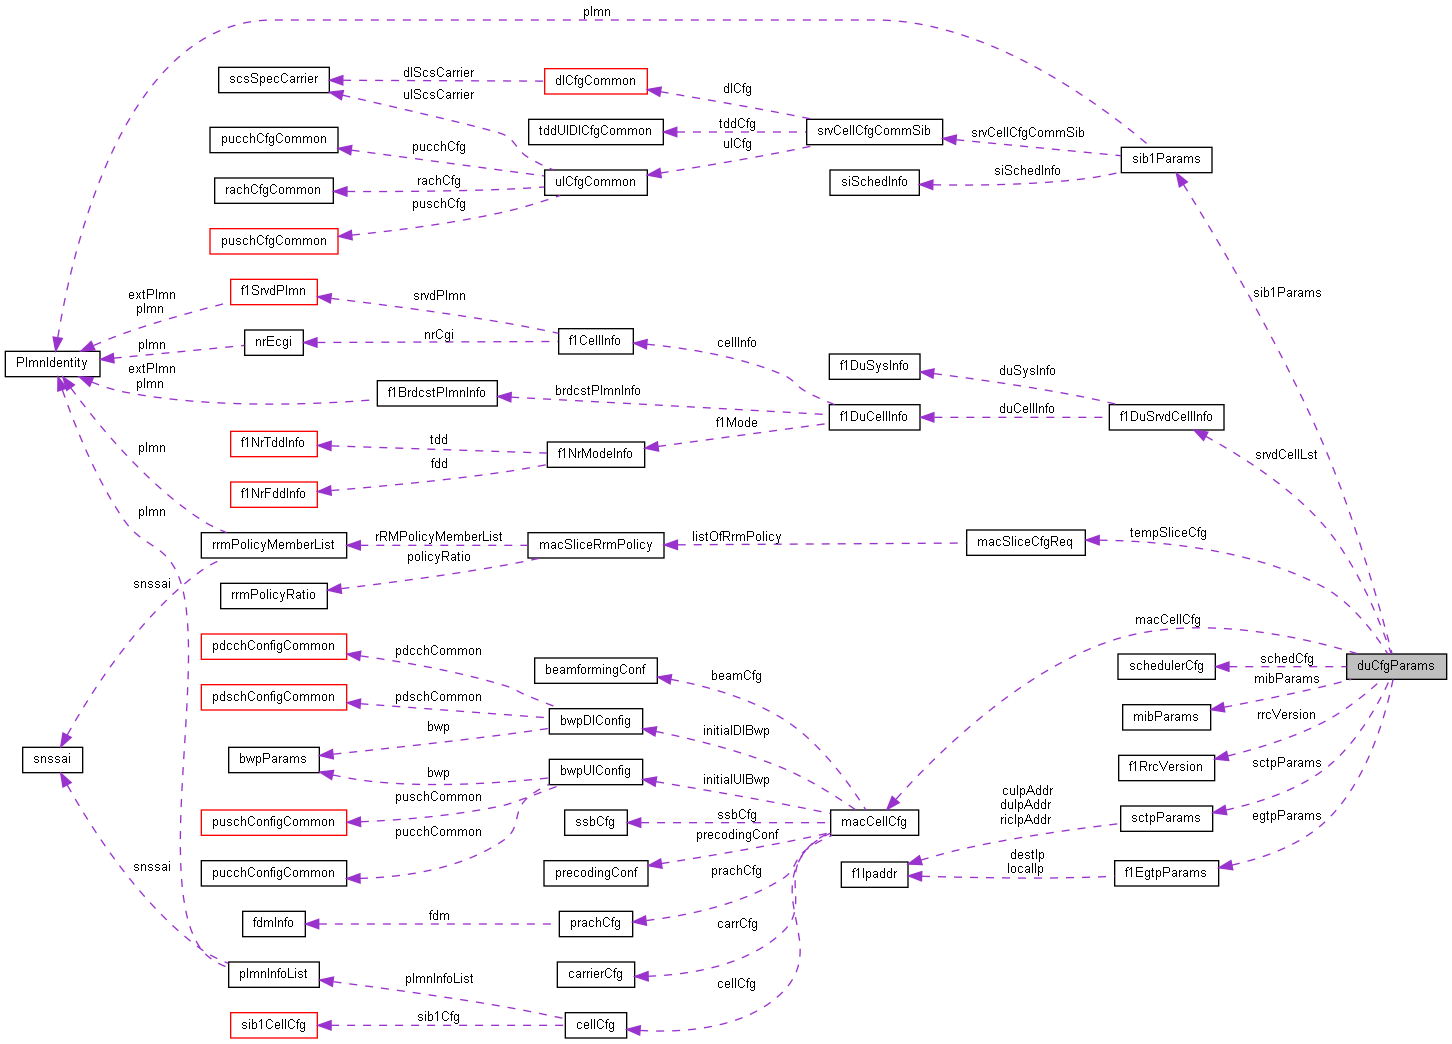 plmn
scsSpecCarrier
dlScsCarrier
dlCfgCommon
ulScsCarrier
dlCfg
pucchCfgCommon
pucchCfg
tddUlDlCfgCommon
tddCfg
srvCellCfgCommSib
srvCellCfgCommSib
ulCfg
sib1Params
rachCfgCommon
rachCfg
ulCfgCommon
siSchedInfo
siSchedInfo
puschCfg
puschCfgCommon
f1SrvdPlmn
extPlmn
plmn
srvdPlmn
sib1Params
nrEcgi
nrCgi
f1CellInfo
cellInfo
plmn
PlmnIdentity
extPlmn
plmn
f1DuSysInfo
duSysInfo
f1BrdcstPlmnInfo
brdcstPlmnInfo
f1DuCellInfo
duCellInfo
f1DuSrvdCellInfo
f1Mode
f1NrTddInfo
tdd
f1NrModeInfo
srvdCellLst
fdd
f1NrFddInfo
plmn
plmn
rrmPolicyMemberList
rRMPolicyMemberList
macSliceRrmPolicy
listOfRrmPolicy
macSliceCfgReq
tempSliceCfg
policyRatio
snssai
rrmPolicyRatio
macCellCfg
pdcchConfigCommon
pdcchCommon
beamformingConf
beamCfg
schedulerCfg
schedCfg
duCfgParams
mibParams
pdschConfigCommon
pdschCommon
bwpDlConfig
initialDlBwp
mibParams
rrcVersion
bwp
snssai
bwpParams
bwp
bwpUlConfig
initialUlBwp
f1RrcVersion
sctpParams
puschCommon
culpAddr
dulpAddr
ricIpAddr
puschConfigCommon
pucchCommon
ssbCfg
ssbCfg
macCellCfg
sctpParams
egtpParams
precodingConf
snssai
pucchConfigCommon
precodingConf
prachCfg
f1Ipaddr
destIp
localIp
f1EgtpParams
fdmInfo
fdm
prachCfg
carrCfg
plmnInfoList
plmnInfoList
carrierCfg
cellCfg
sib1CellCfg
sib1Cfg
cellCfg